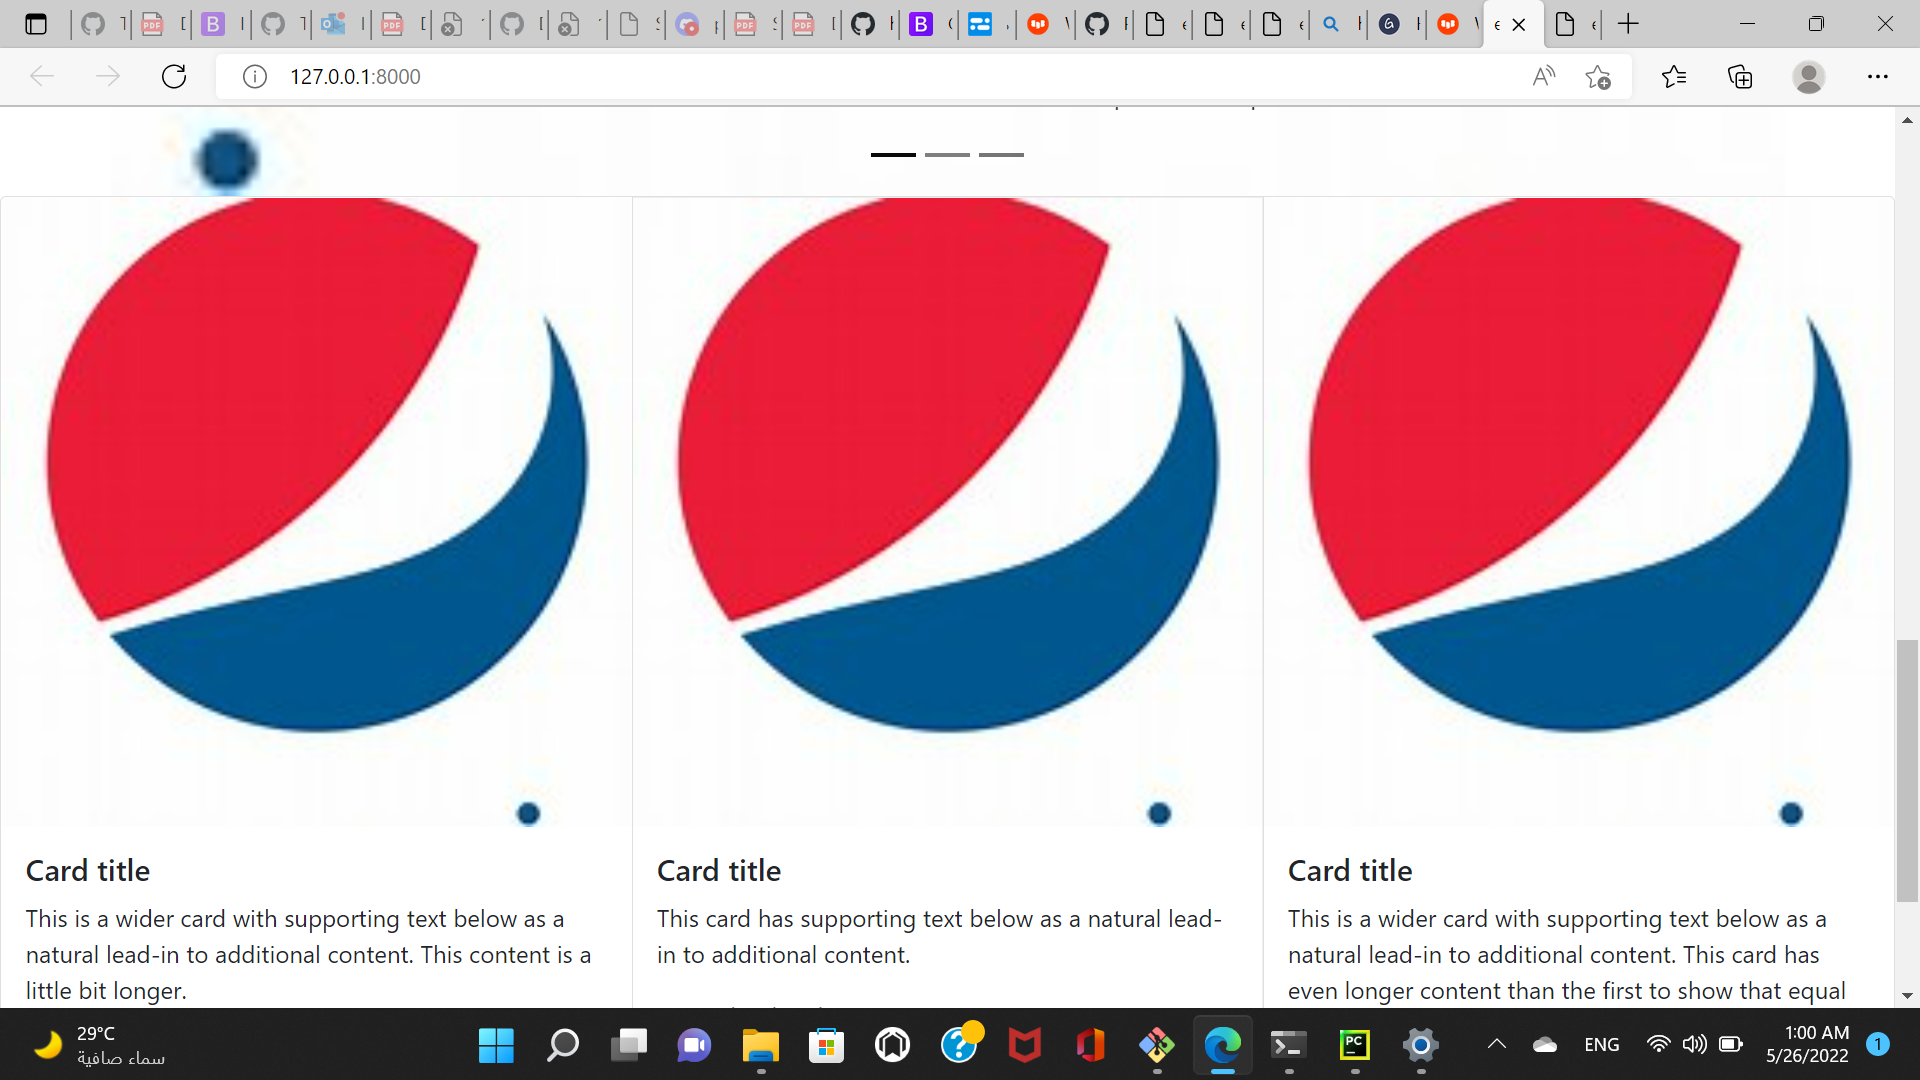 127.0.0.1:8000
Card title
This is a wider card with supporting text below as a
natural lead-in to additional content. This content is a
little bit longer.
Card title
This card has supporting text below as a natural lead-
in to additional content.
Card title
This is a wider card with supporting text below as a
natural lead-in to additional content. This card has
even longer content than the first to show that equal
29°C
سماء صافية
PC
ENG
1:00 AM
5/26/2022
1